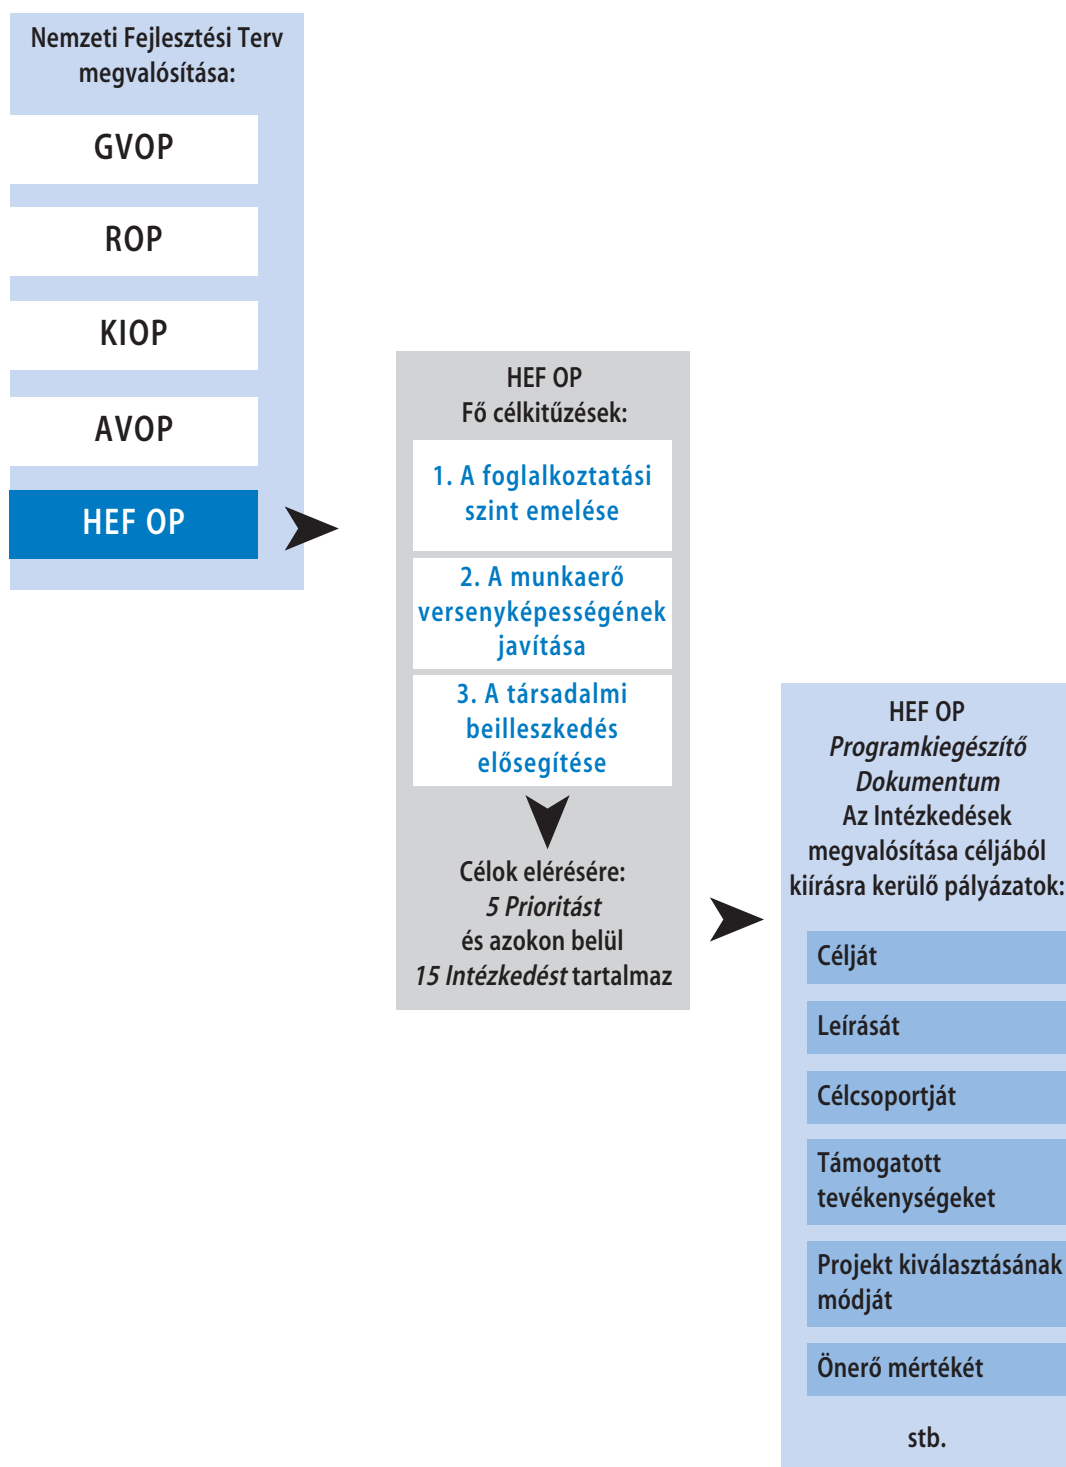 Nemzeti Fejlesztési Terv
megvalósítása:
GVOP
ROP
KIOP
AVOP
HEF OP
HEF OP
Fő célkitűzések:
1. A foglalkoztatási
szint emelése
2. A munkaerő
versenyképességének
javítása
3. A társadalmi
beilleszkedés
elősegítése
Célok elérésére:
5 Prioritást
és azokon belül
15 Intézkedést tartalmaz
HEF OP
Programkiegészítő
Dokumentum
Az Intézkedések
megvalósítása céljából
kiírásra kerülő pályázatok:
Célját
Leírását
Célcsoportját
Támogatott
tevékenységeket
Projekt kiválasztásának
módját
Önerő mértékét
stb.